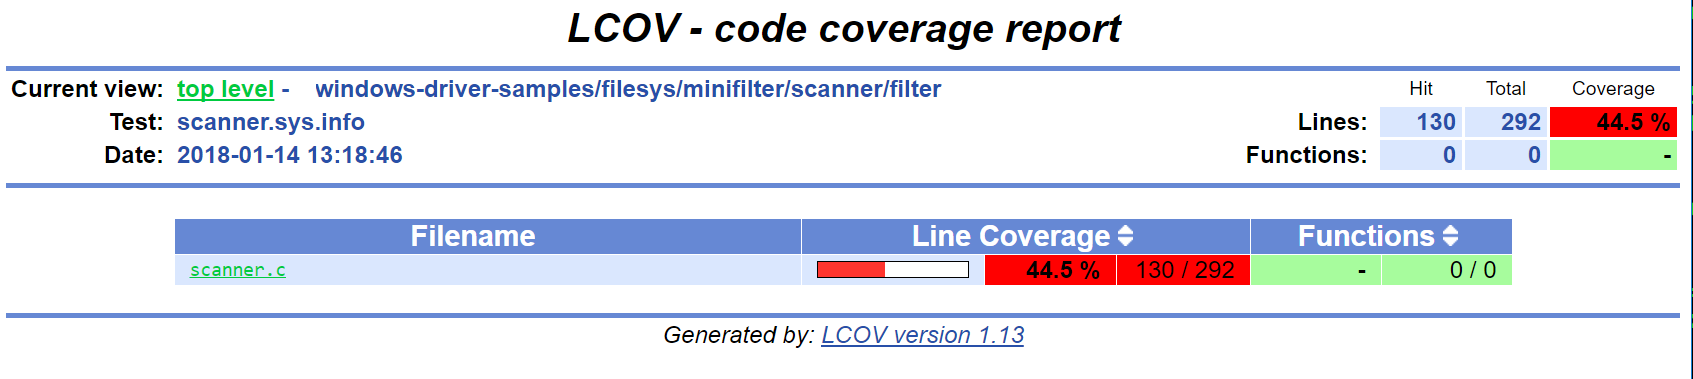 LCOV - code coverage report
Current view: top level - windows-driver-samples/filesys/minifilter/scanner/filter
Hit Total Coverage
Test: scanner.sys.info
Lines: 130 292 44.5 %
Date: 2018-01-14 13:18:46
Functions: 0 0 -
Filename Line Coverage Functions
scanner.c 44.5 % 130 / 292 - 0 / 0
Generated by: LCOV version 1.13